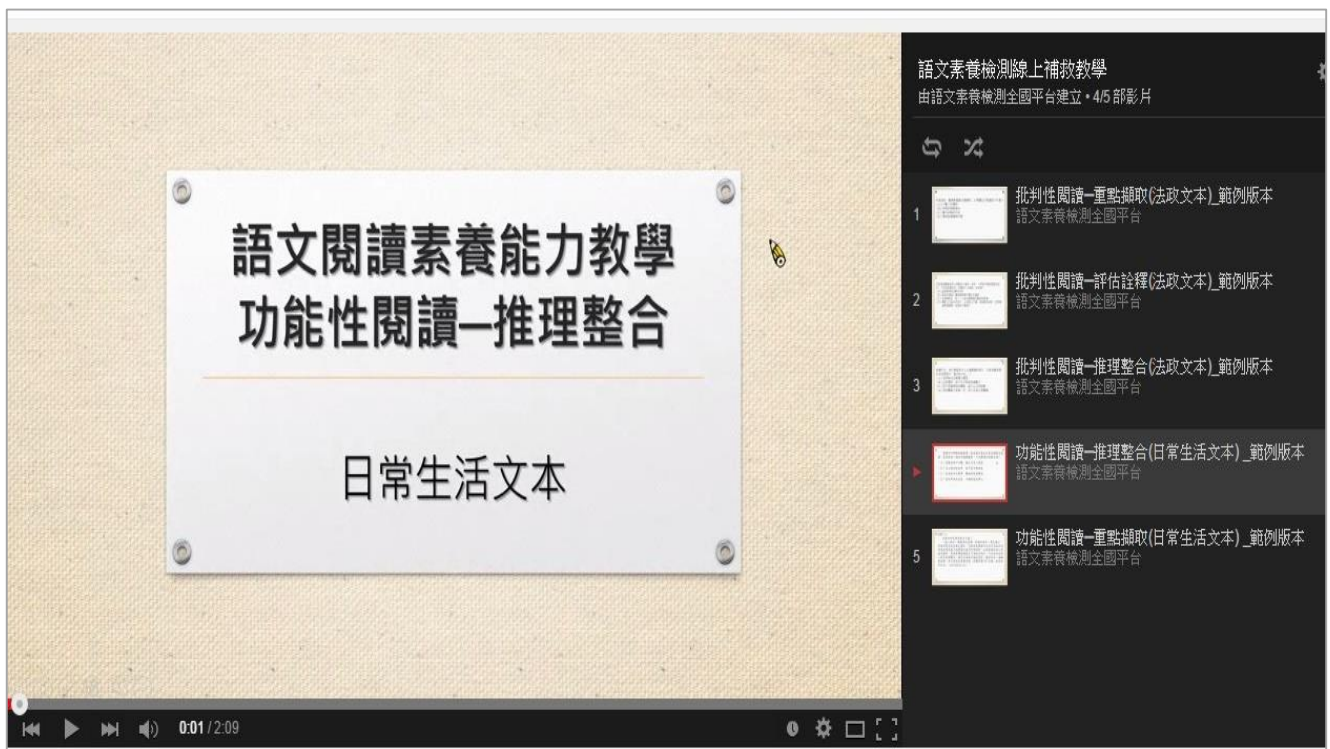 語文閱讀素養能力教學
功能性閱讀—推理整合
日常生活文本
0:01 / 2:09
語文素養檢測線上補救教學
由語文素養檢測全國平台建立 • 4/5 部影片
1
批判性閱讀—重點擷取(法政文本)_範例版本
語文素養檢測全國平台
2
批判性閱讀—評估詮釋(法政文本)_範例版本
語文素養檢測全國平台
3
批判性閱讀—推理整合(法政文本)_範例版本
語文素養檢測全國平台
功能性閱讀—推理整合(日常生活文本)_範例版本
語文素養檢測全國平台
5
功能性閱讀—重點擷取(日常生活文本)_範例版本
語文素養檢測全國平台